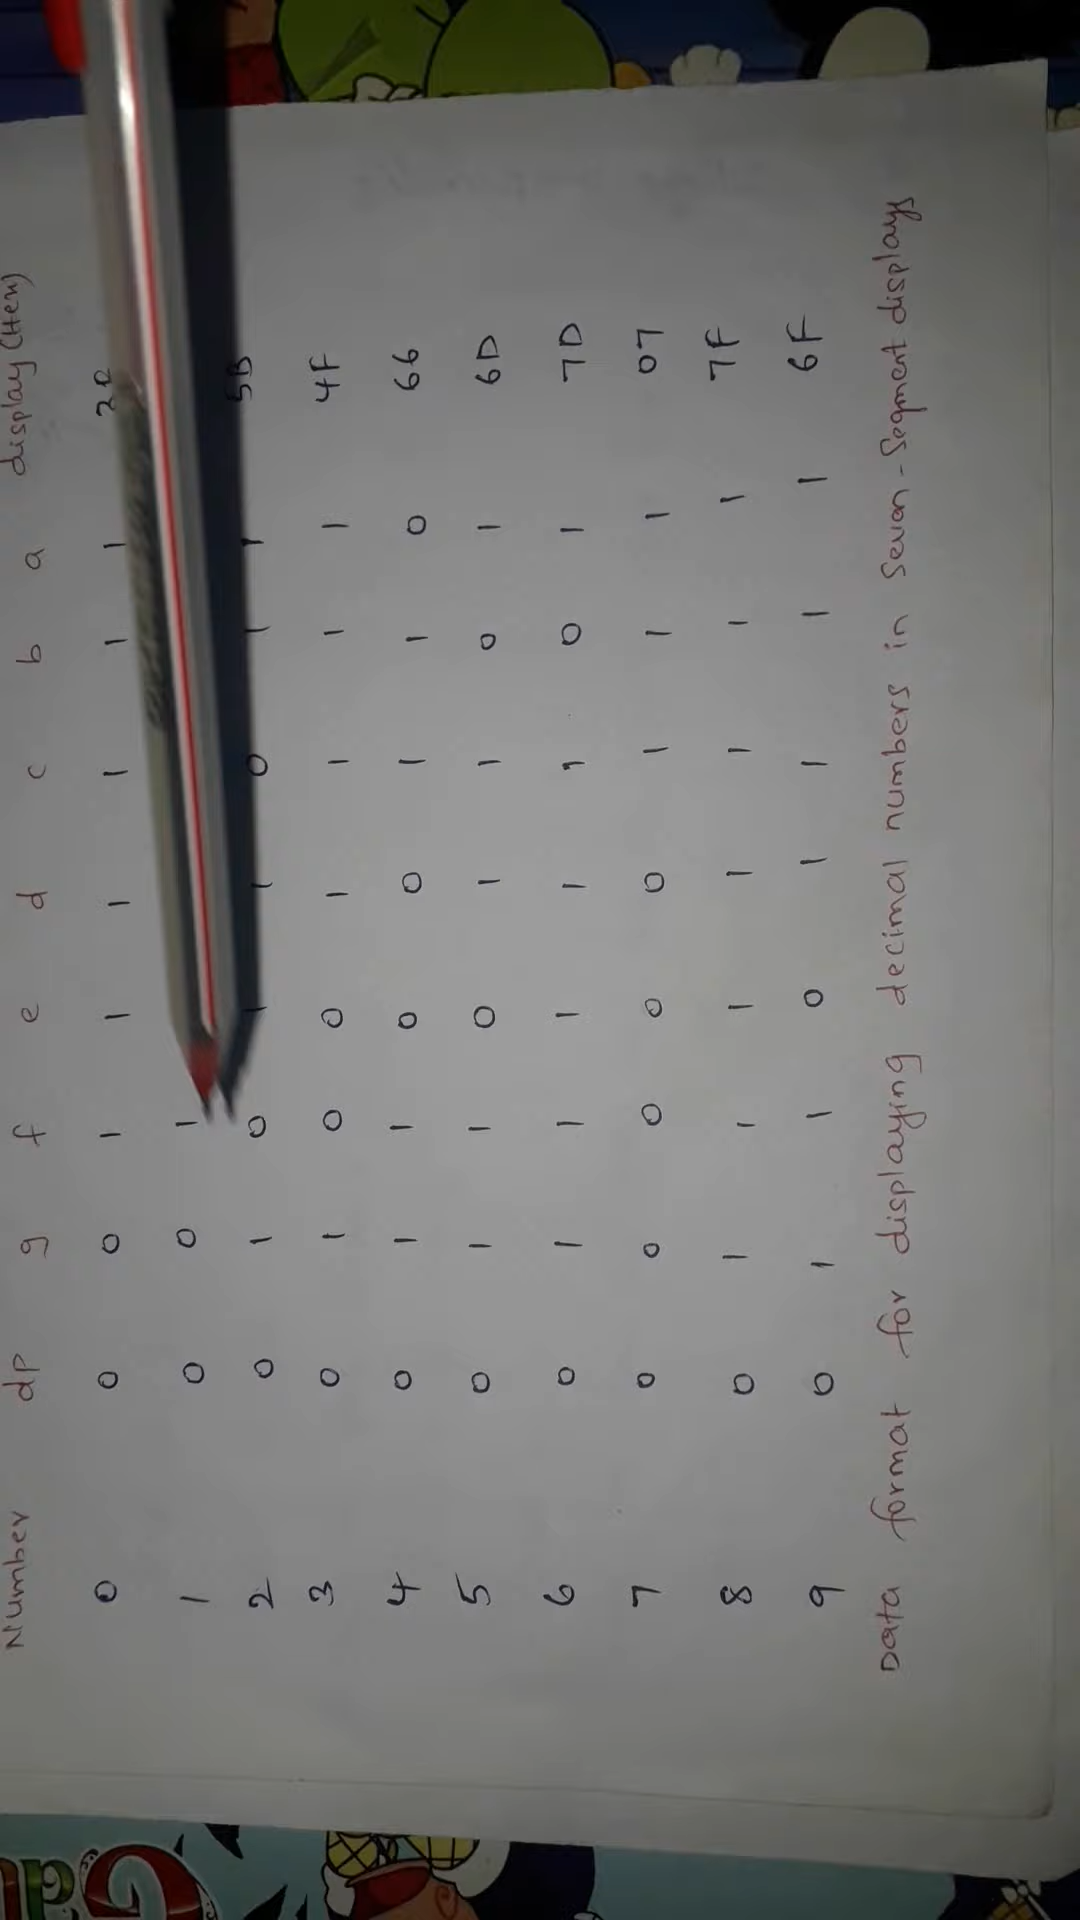 Number dp g f e d c b a display (Hex)
0 0 0 1 1 1 1 1 1
1 0 0 1
2 0 1 0 1 1 0 1 1 5B
3 0 1 0 0 1 1 1 1 4F
4 0 1 1 0 0 1 1 0 66
5 0 1 1 0 1 1 0 1 6D
6 0 1 1 1 1 1 0 1 7D
7 0 0 0 0 0 1 1 1 07
8 0 1 1 1 1 1 1 1 7F
9 0 1 1 0 1 1 1 1 6F
Data format for displaying decimal numbers in Seven-Segment displays